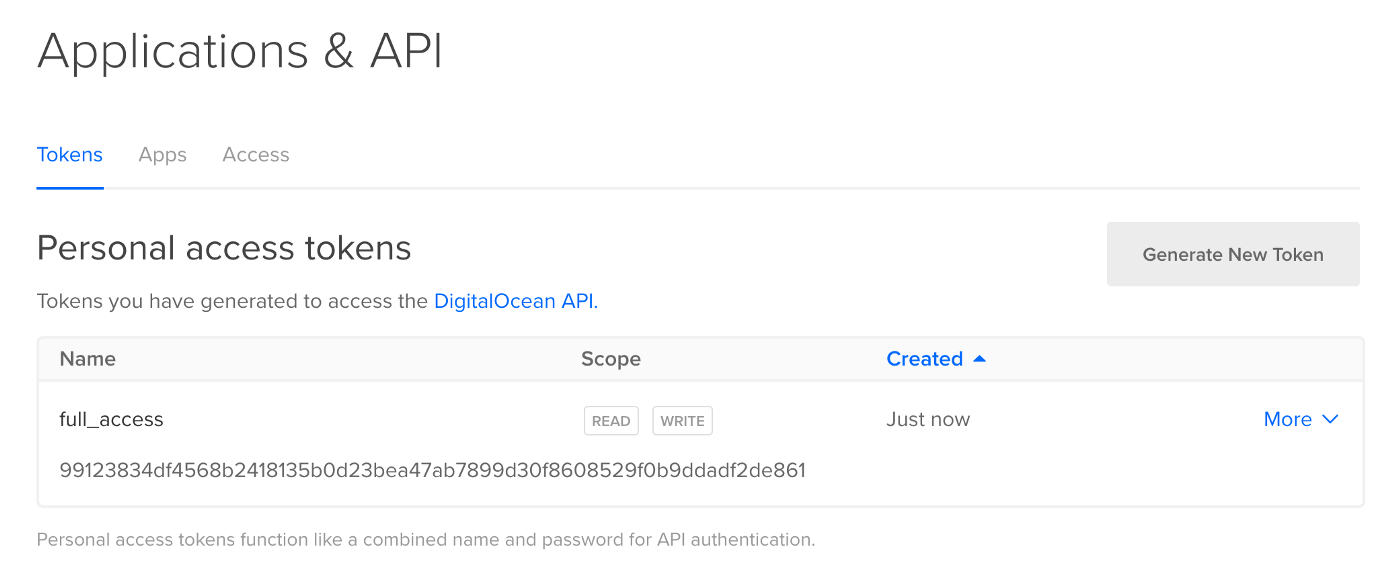 Applications & API
Tokens Apps Access
Personal access tokens
Generate New Token
Tokens you have generated to access the DigitalOcean API.
Name Scope Created
full_access READ WRITE Just now More
99123834df4568b2418135b0d23bea47ab7899d30f8608529f0b9ddadf2de861
Personal access tokens function like a combined name and password for API authentication.